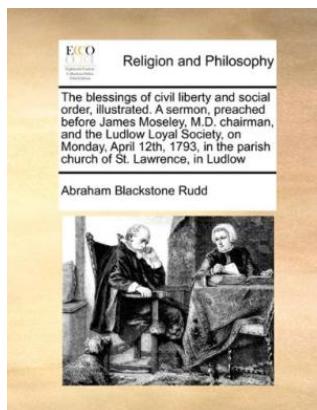 ECCO
Religion and Philosophy
The blessings of civil liberty and social
order, illustrated. A sermon, preached
before James Moseley, M.D. chairman,
and the Ludlow Loyal Society, on
Monday, April 12th, 1793, in the parish
church of St. Lawrence, in Ludlow
Abraham Blackstone Rudd